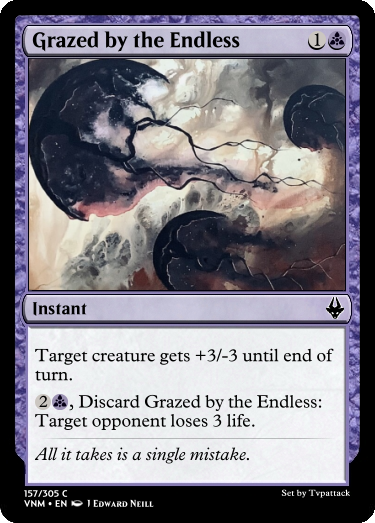 Grazed by the Endless 1
Instant
Target creature gets +3/-3 until end of
turn.
2, Discard Grazed by the Endless:
Target opponent loses 3 life.
All it takes is a single mistake.
157/305 C
VNM • EN J Edward Neill
Set by Tvpattack